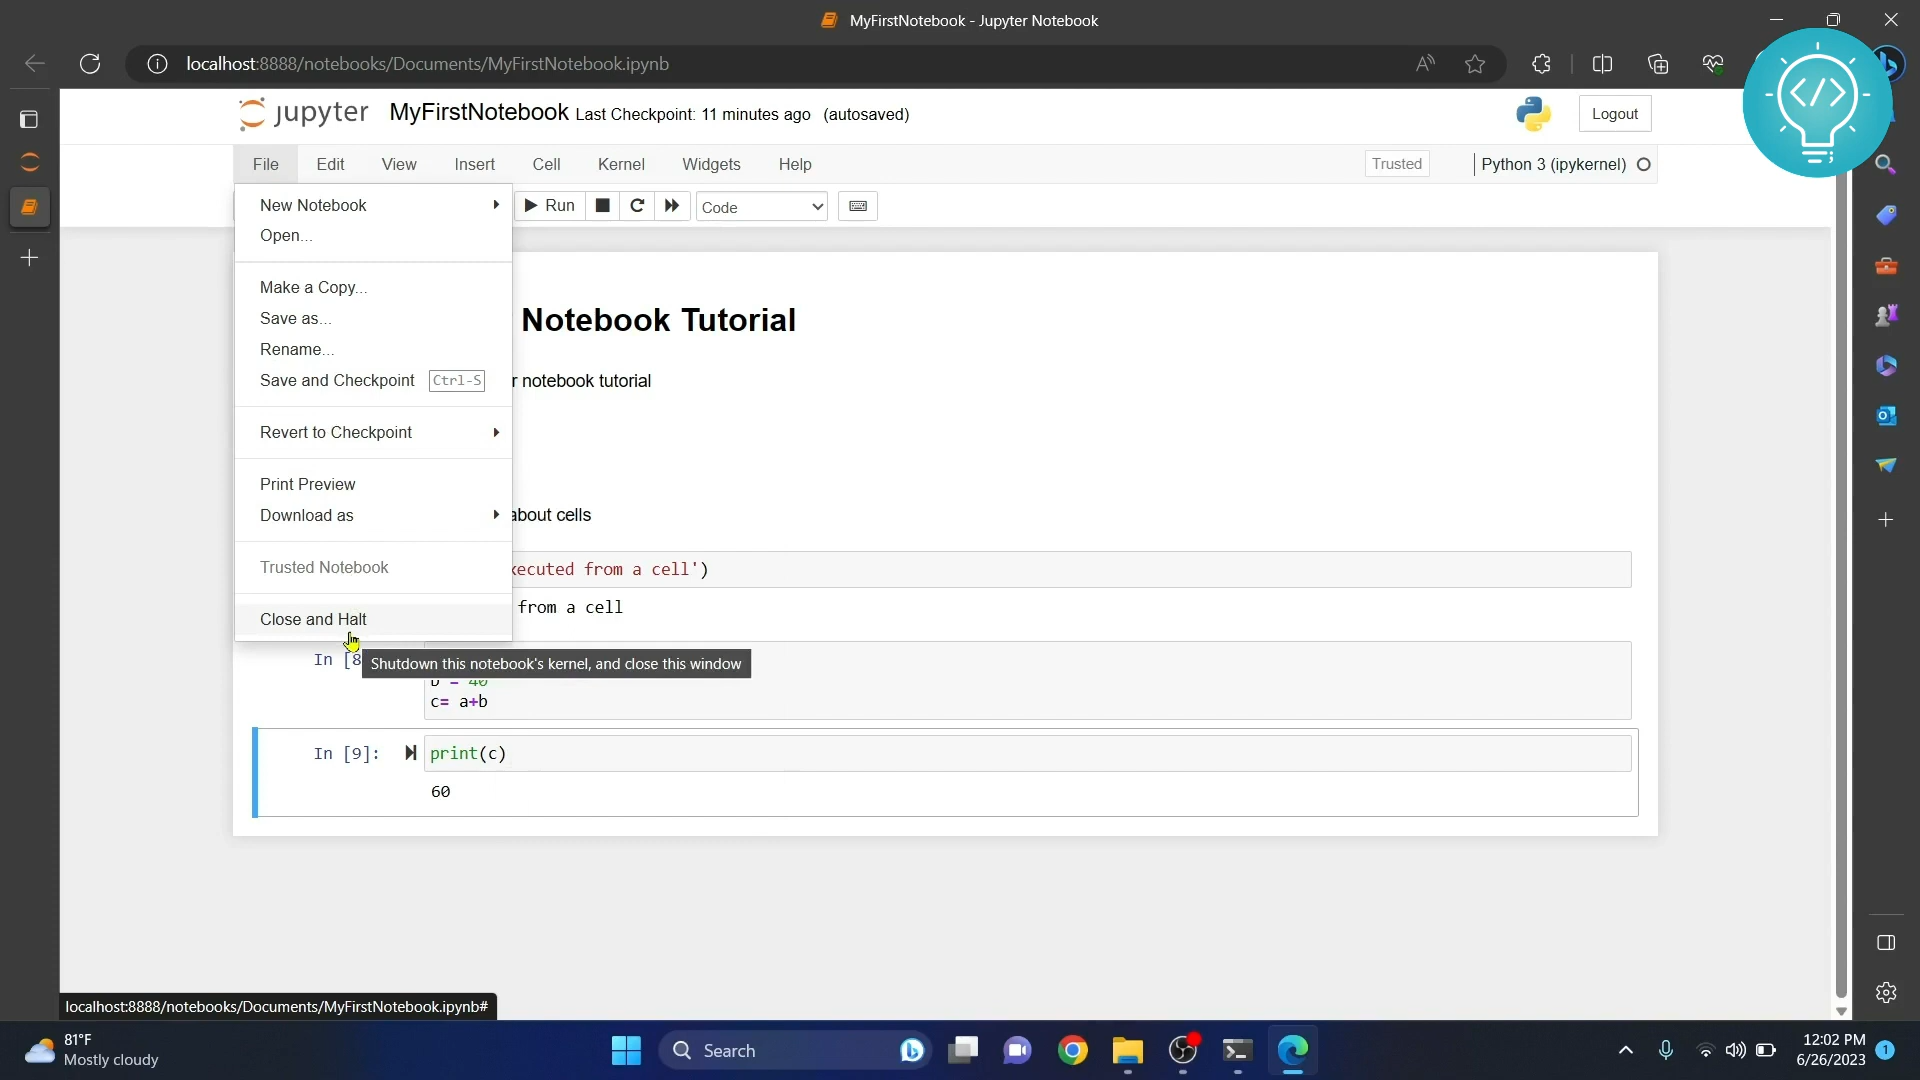 MyFirstNotebook - Jupyter Notebook
localhost:8888/notebooks/Documents/MyFirstNotebook.ipynb
jupyter MyFirstNotebook Last Checkpoint: 11 minutes ago (autosaved)
Logout
File Edit View Insert Cell Kernel Widgets Help
Trusted
Python 3 (ipykernel)
New Notebook
Run
Code
Open...
Make a Copy...
Notebook Tutorial
Save as...
Rename...
Save and Checkpoint Ctrl-S
notebook tutorial
Revert to Checkpoint
Print Preview
Download as
about cells
Trusted Notebook
xecuted from a cell')
from a cell
Close and Halt
In [8
Shutdown this notebook's kernel, and close this window
b = 40
c= a+b
In [9]:
print(c)
60
localhost:8888/notebooks/Documents/MyFirstNotebook.ipynb#
81°F
Mostly cloudy
Search
12:02 PM
6/26/2023
1